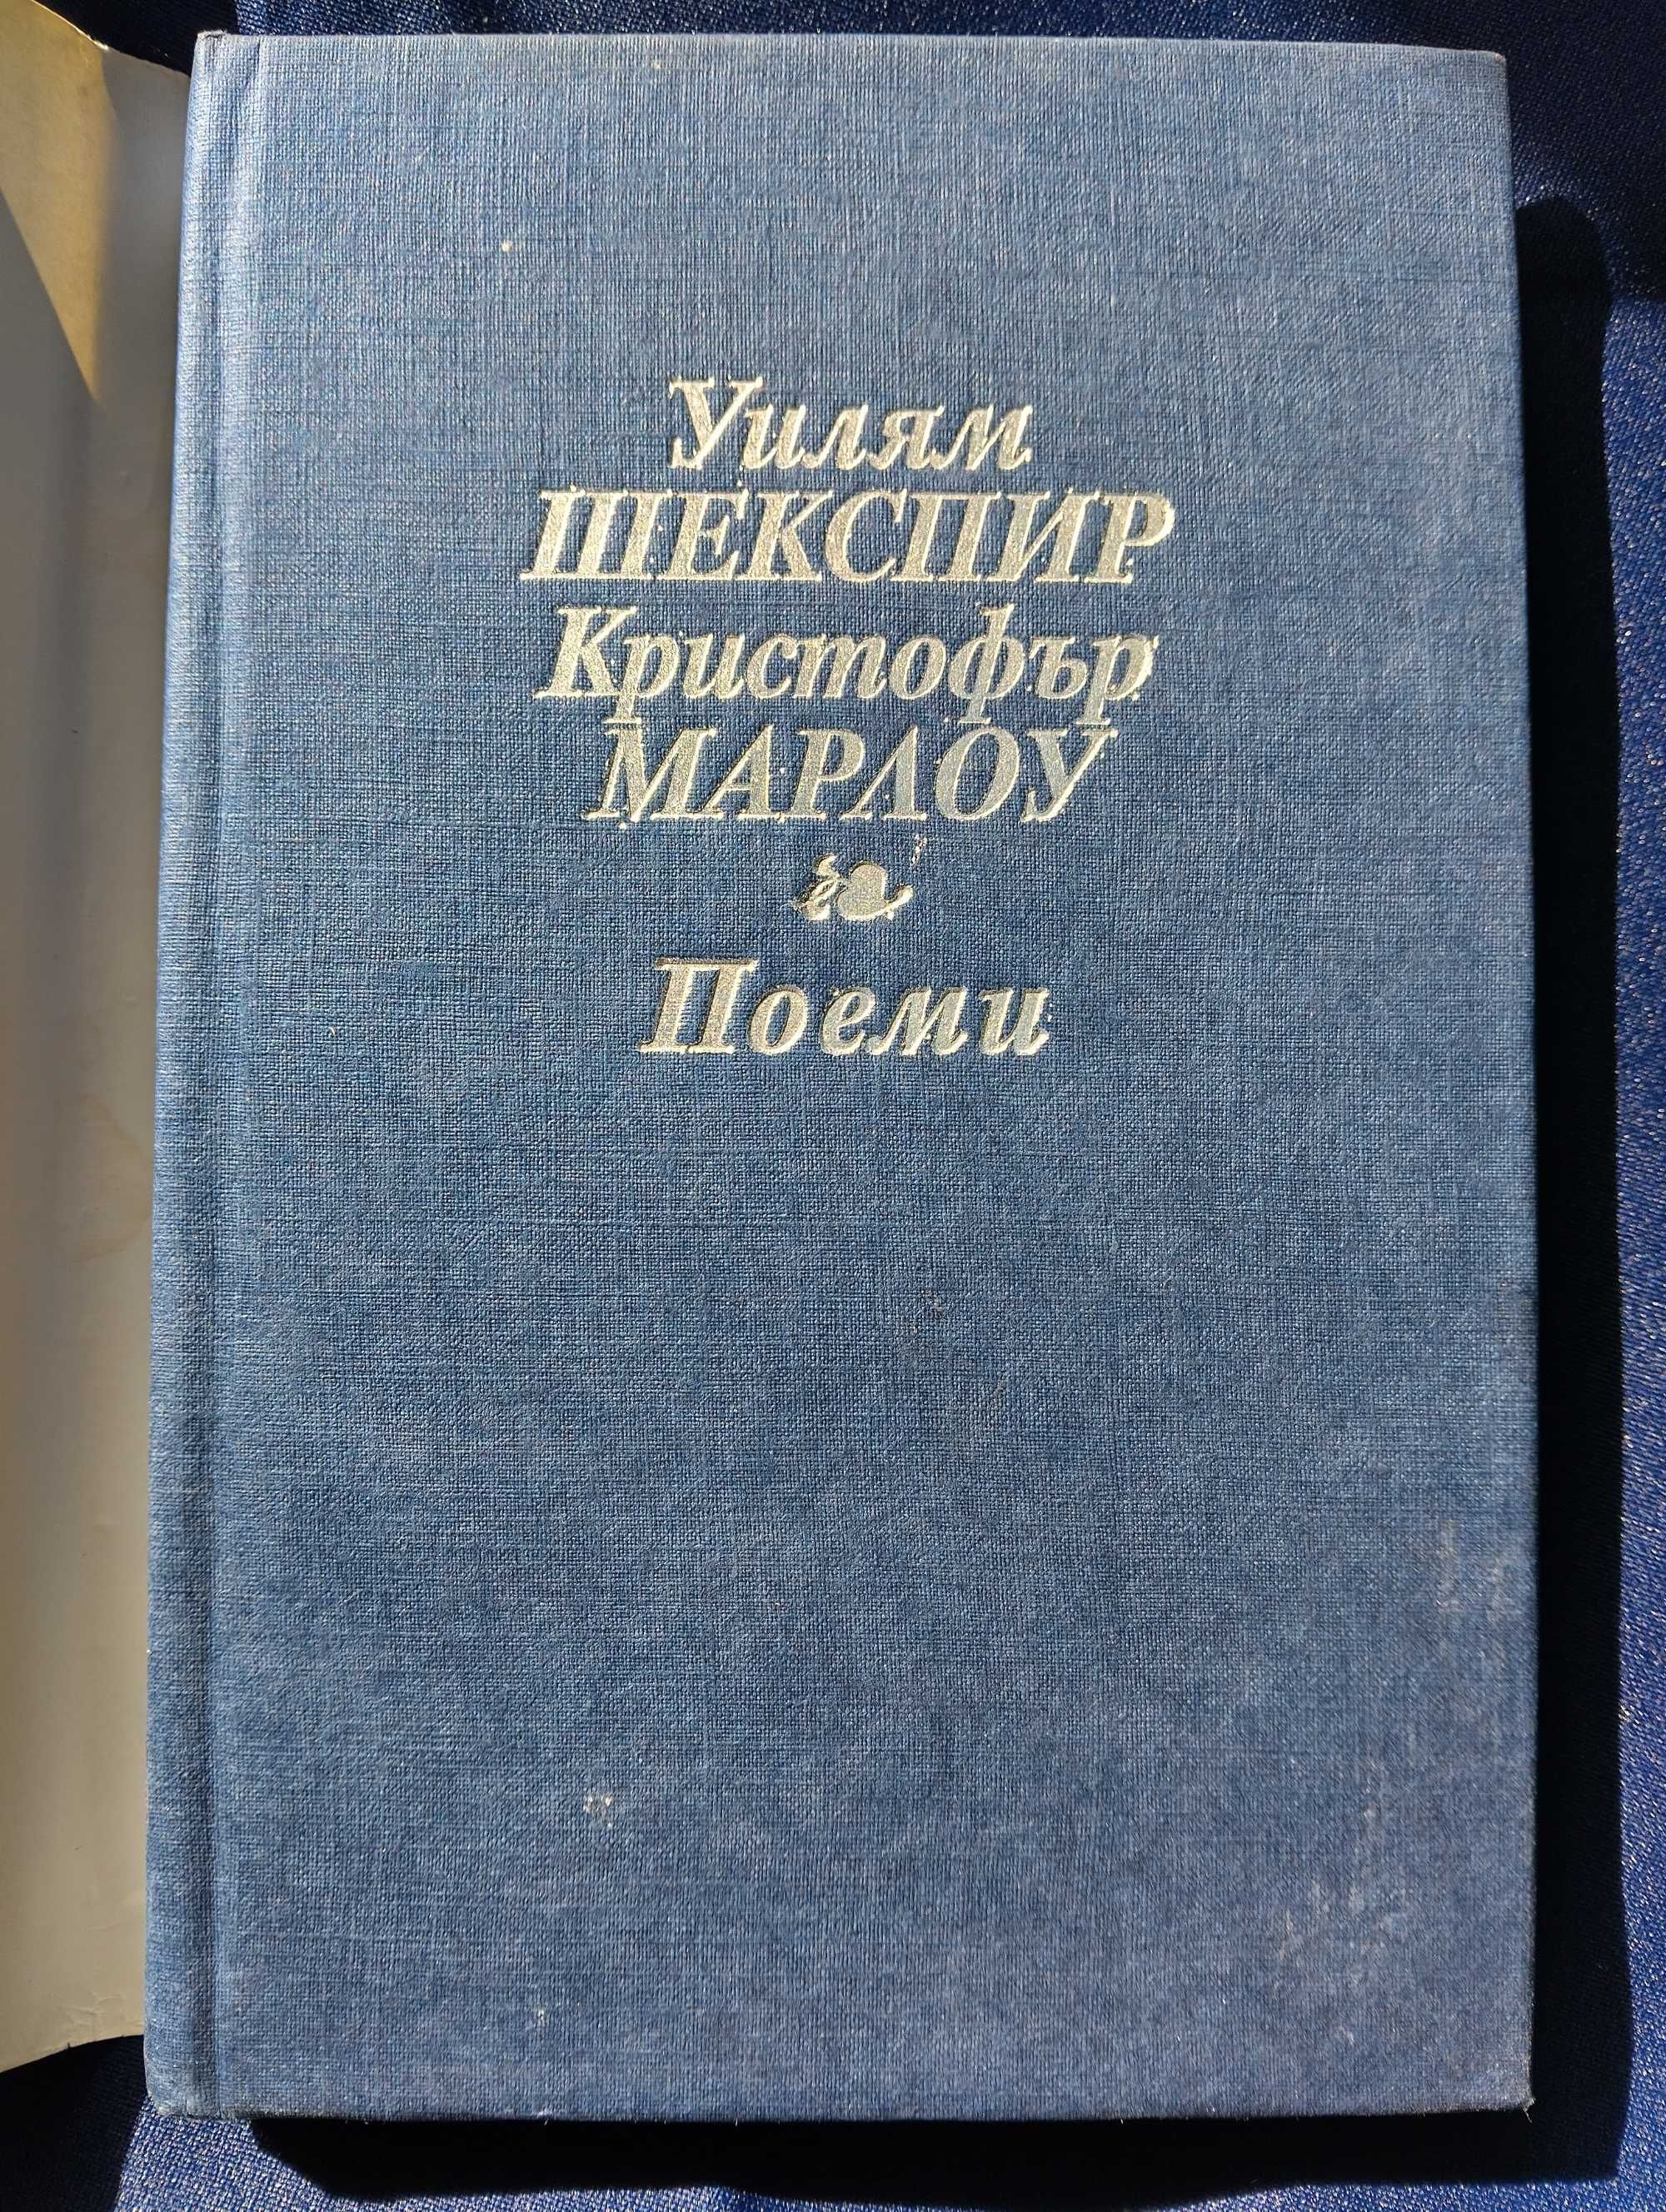 Уилям
ШЕКСПИР
Кристофър
МАРЛОУ
Поеми